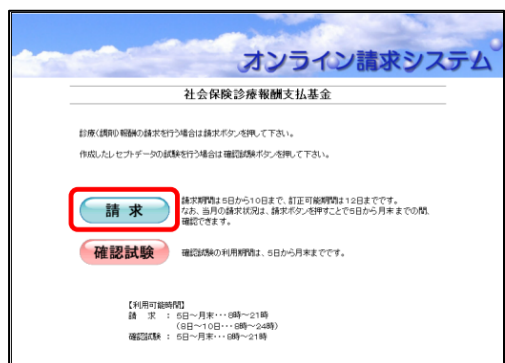 オンライン請求システム
社会保険診療報酬支払基金
診療(調剤)報酬の請求を行う場合は請求ボタンを押して下さい。
作成したレセプトデータの試験を行う場合は確認試験ボタンを押して下さい。
請 求
請求期間は5日から10日まで、訂正可能期間は12日までです。
なお、当月の請求状況は、請求ボタンを押すことで5日から月末までの間、
確認できます。
確認試験
確認試験の利用期間は、5日から月末までです。
【利用可能時間】
請 求 : 5日～月末・・・8時～21時
(8日～10日・・・8時～24時)
確認試験 : 5日～月末・・・8時～21時